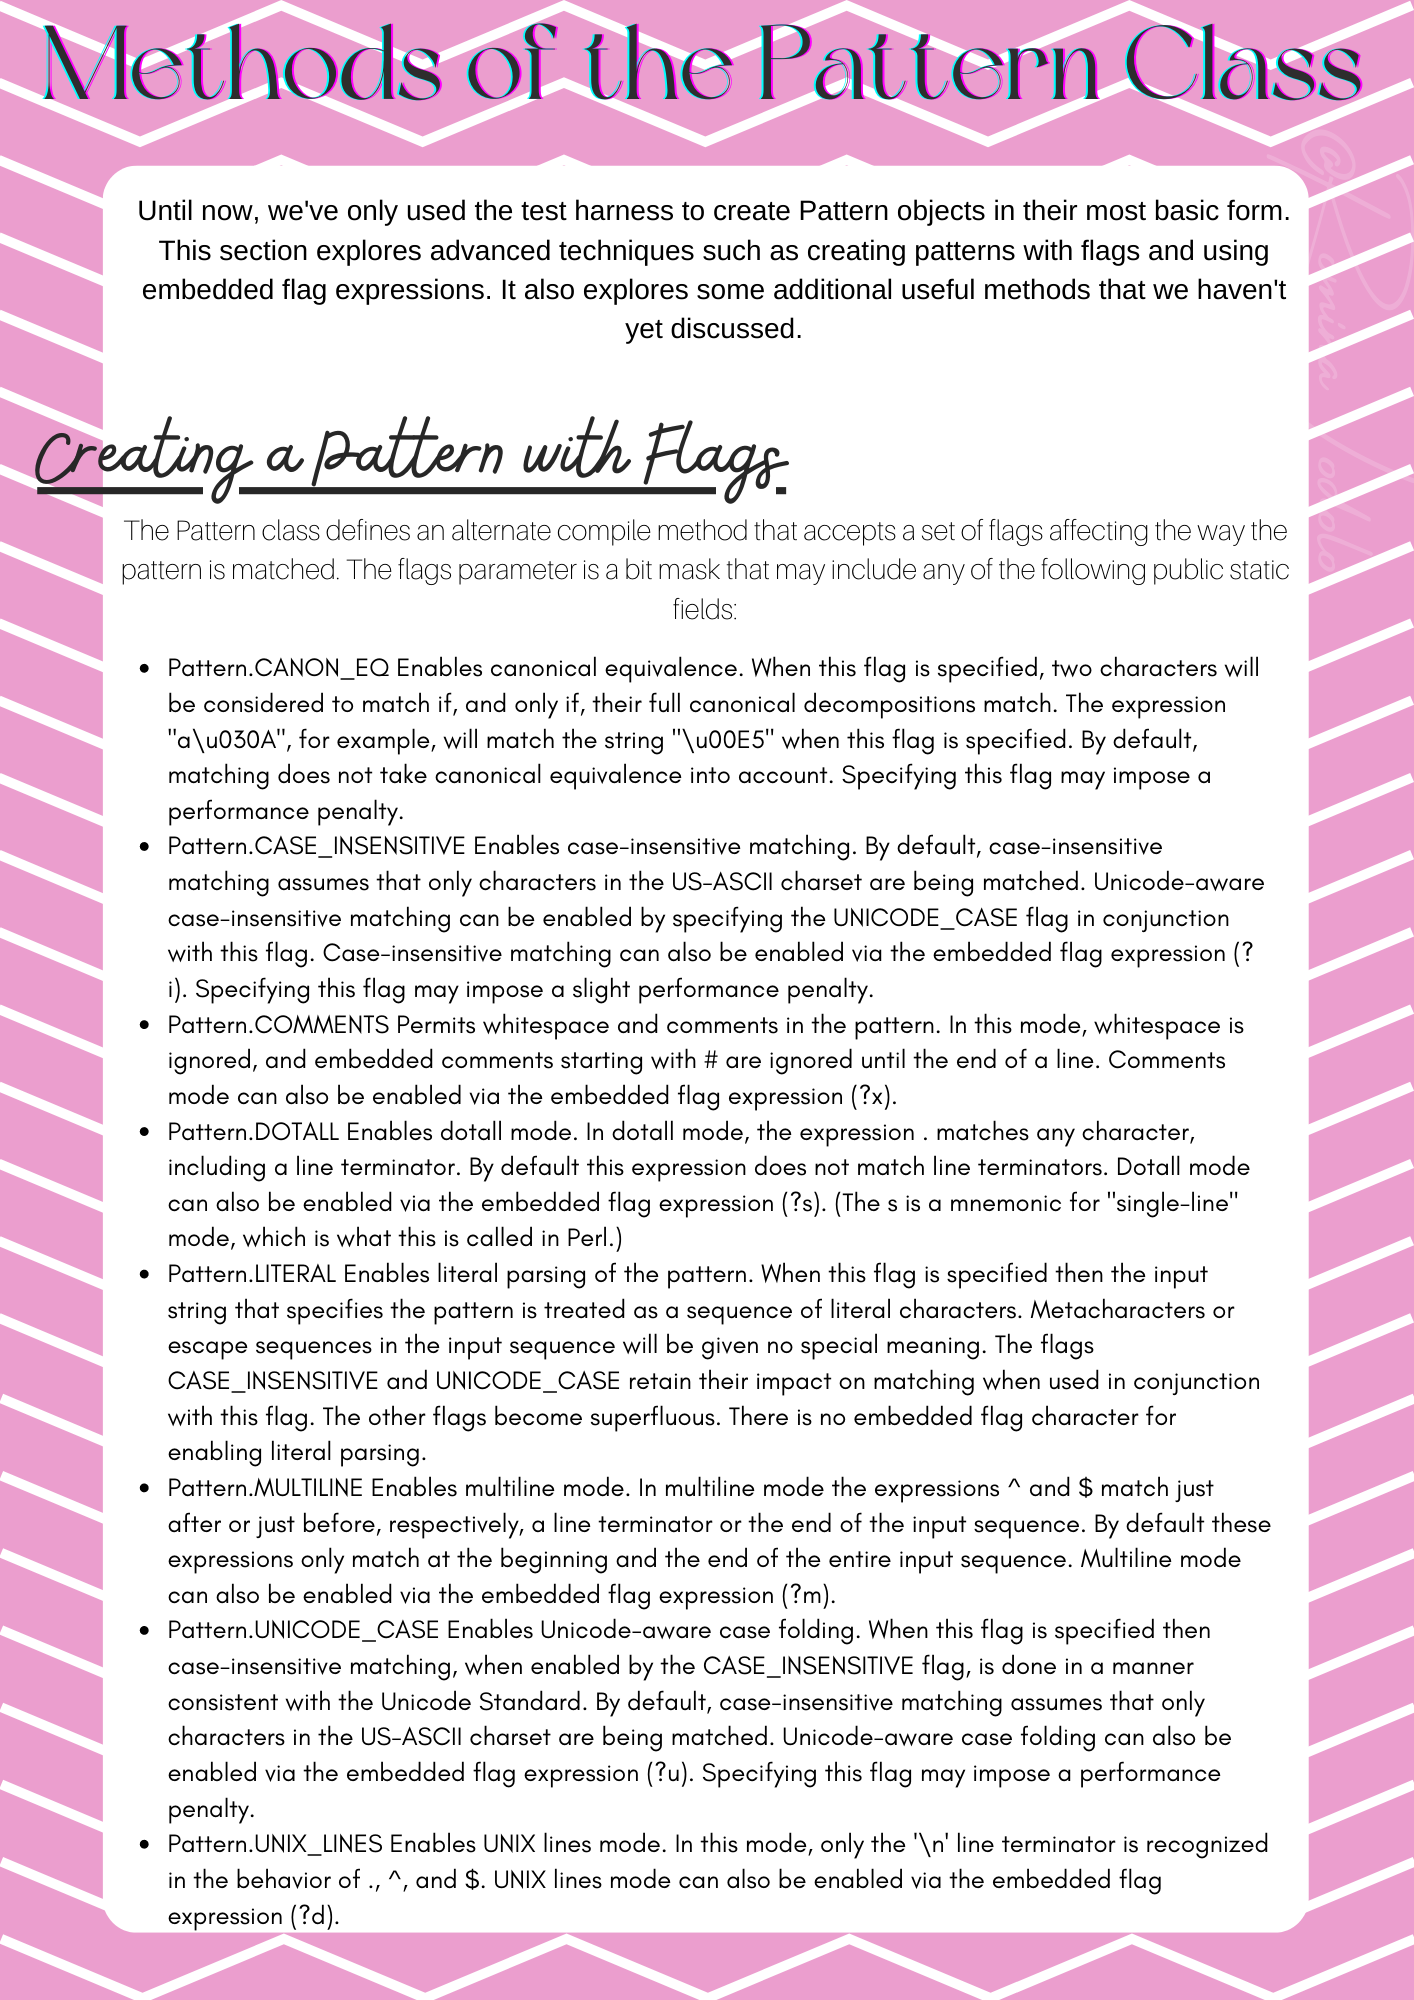 Methods of the Pattern Class
Until now, we've only used the test harness to create Pattern objects in their most basic form.
This section explores advanced techniques such as creating patterns with flags and using
embedded flag expressions. It also explores some additional useful methods that we haven't
yet discussed.
Creating a Pattern with Flags
The Pattern class defines an alternate compile method that accepts a set of flags affecting the way the
pattern is matched. The flags parameter is a bit mask that may include any of the following public static
fields:
• Pattern.CANON_EQ Enables canonical equivalence. When this flag is specified, two characters will
be considered to match if, and only if, their full canonical decompositions match. The expression
"a\u030A", for example, will match the string "\u00E5" when this flag is specified. By default,
matching does not take canonical equivalence into account. Specifying this flag may impose a
performance penalty.
• Pattern.CASE_INSENSITIVE Enables case-insensitive matching. By default, case-insensitive
matching assumes that only characters in the US-ASCII charset are being matched. Unicode-aware
case-insensitive matching can be enabled by specifying the UNICODE_CASE flag in conjunction
with this flag. Case-insensitive matching can also be enabled via the embedded flag expression (?
i). Specifying this flag may impose a slight performance penalty.
• Pattern.COMMENTS Permits whitespace and comments in the pattern. In this mode, whitespace is
ignored, and embedded comments starting with # are ignored until the end of a line. Comments
mode can also be enabled via the embedded flag expression (?x).
• Pattern.DOTALL Enables dotall mode. In dotall mode, the expression . matches any character,
including a line terminator. By default this expression does not match line terminators. Dotall mode
can also be enabled via the embedded flag expression (?s). (The s is a mnemonic for "single-line"
mode, which is what this is called in Perl.)
• Pattern.LITERAL Enables literal parsing of the pattern. When this flag is specified then the input
string that specifies the pattern is treated as a sequence of literal characters. Metacharacters or
escape sequences in the input sequence will be given no special meaning. The flags
CASE_INSENSITIVE and UNICODE_CASE retain their impact on matching when used in conjunction
with this flag. The other flags become superfluous. There is no embedded flag character for
enabling literal parsing.
• Pattern.MULTILINE Enables multiline mode. In multiline mode the expressions ^ and $ match just
after or just before, respectively, a line terminator or the end of the input sequence. By default these
expressions only match at the beginning and the end of the entire input sequence. Multiline mode
can also be enabled via the embedded flag expression (?m).
• Pattern.UNICODE_CASE Enables Unicode-aware case folding. When this flag is specified then
case-insensitive matching, when enabled by the CASE_INSENSITIVE flag, is done in a manner
consistent with the Unicode Standard. By default, case-insensitive matching assumes that only
characters in the US-ASCII charset are being matched. Unicode-aware case folding can also be
enabled via the embedded flag expression (?u). Specifying this flag may impose a performance
penalty.
• Pattern.UNIX_LINES Enables UNIX lines mode. In this mode, only the '\n' line terminator is recognized
in the behavior of ., ^, and $. UNIX lines mode can also be enabled via the embedded flag
expression (?d).